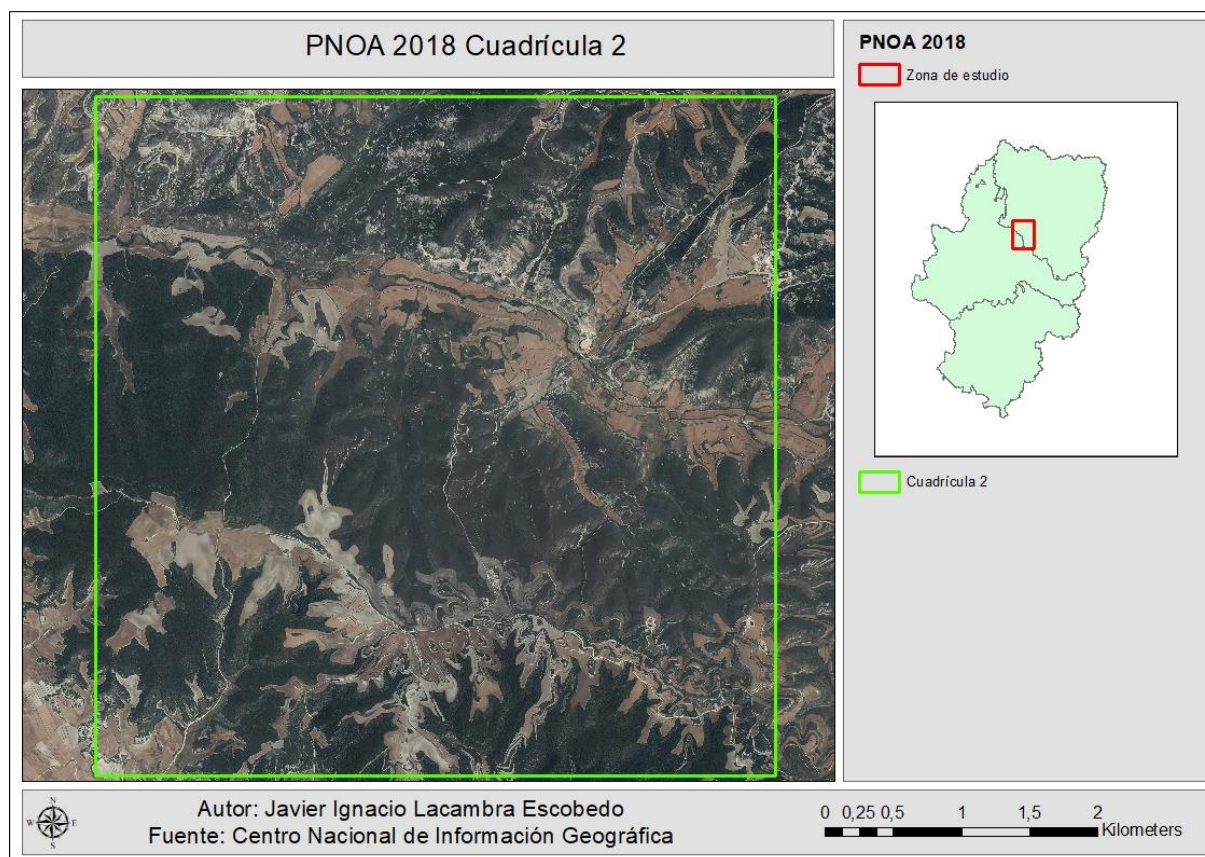 PNOA 2018 Cuadrícula 2
PNOA 2018
Zona de estudio
Cuadrícula 2
N
W E
S
Autor: Javier Ignacio Lacambra Escobedo
Fuente: Centro Nacional de Información Geográfica
0 0,25 0,5 1 1,5 2
Kilometers